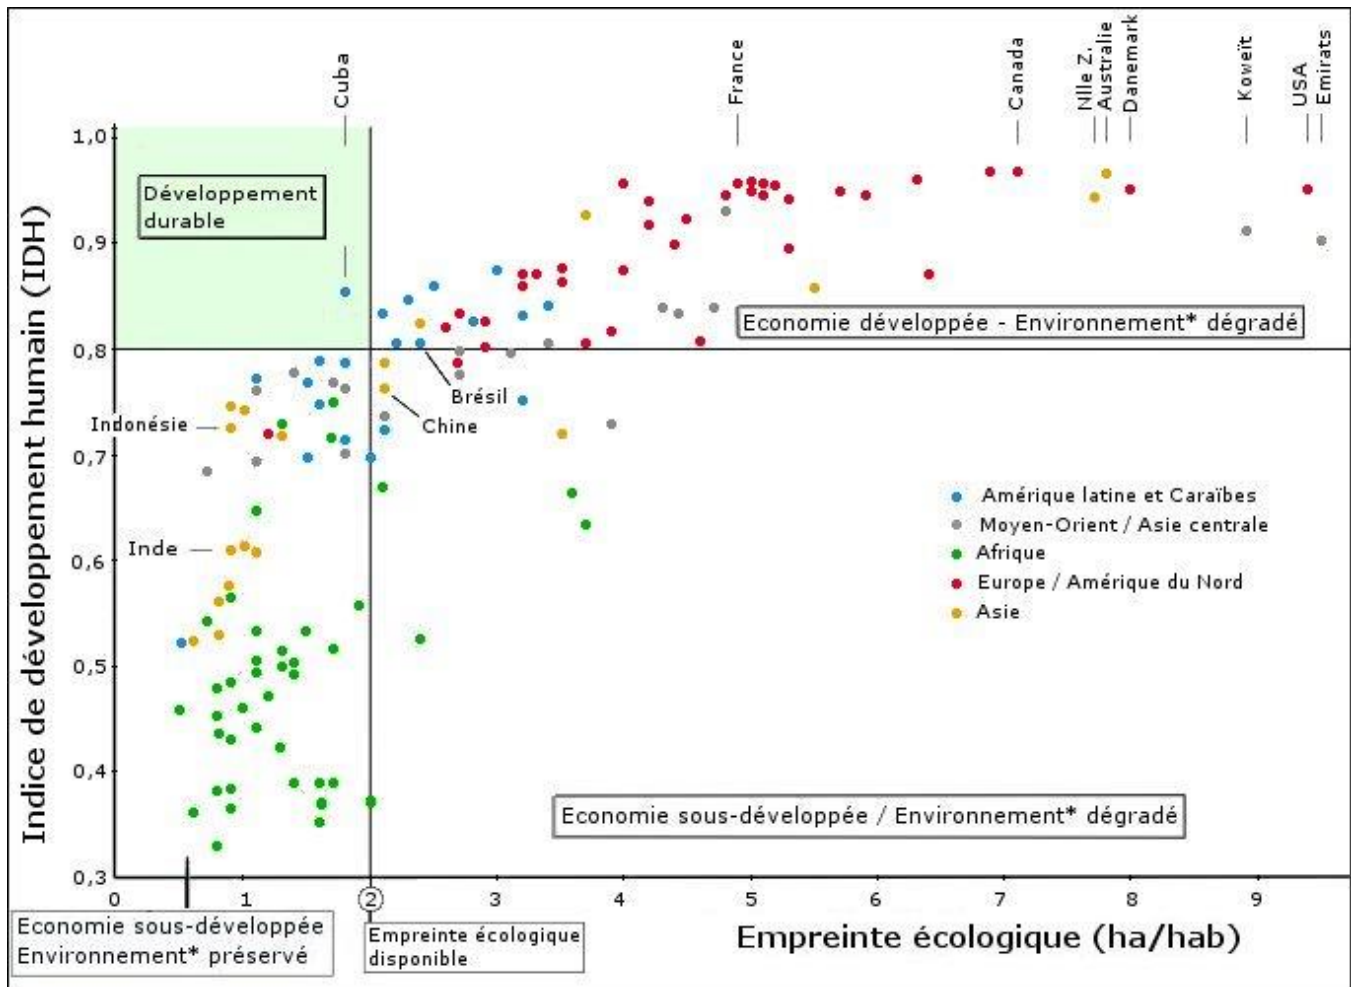 Cuba
France
Canada
Nlle Z.
Australie
Danemark
Koweït
USA
Emirats
Indice de développement humain (IDH)
1,0
0,9
0,8
0,7
0,6
0,5
0,4
0,3
Développement
durable
Economie développée - Environnement* dégradé
Brésil
Chine
Indonésie
Inde
Amérique latine et Caraïbes
Moyen-Orient / Asie centrale
Afrique
Europe / Amérique du Nord
Asie
Economie sous-développée / Environnement* dégradé
0 1 2 3 4 5 6 7 8 9
Economie sous-développée
Environnement* préservé
Empreinte écologique
disponible
Empreinte écologique (ha/hab)